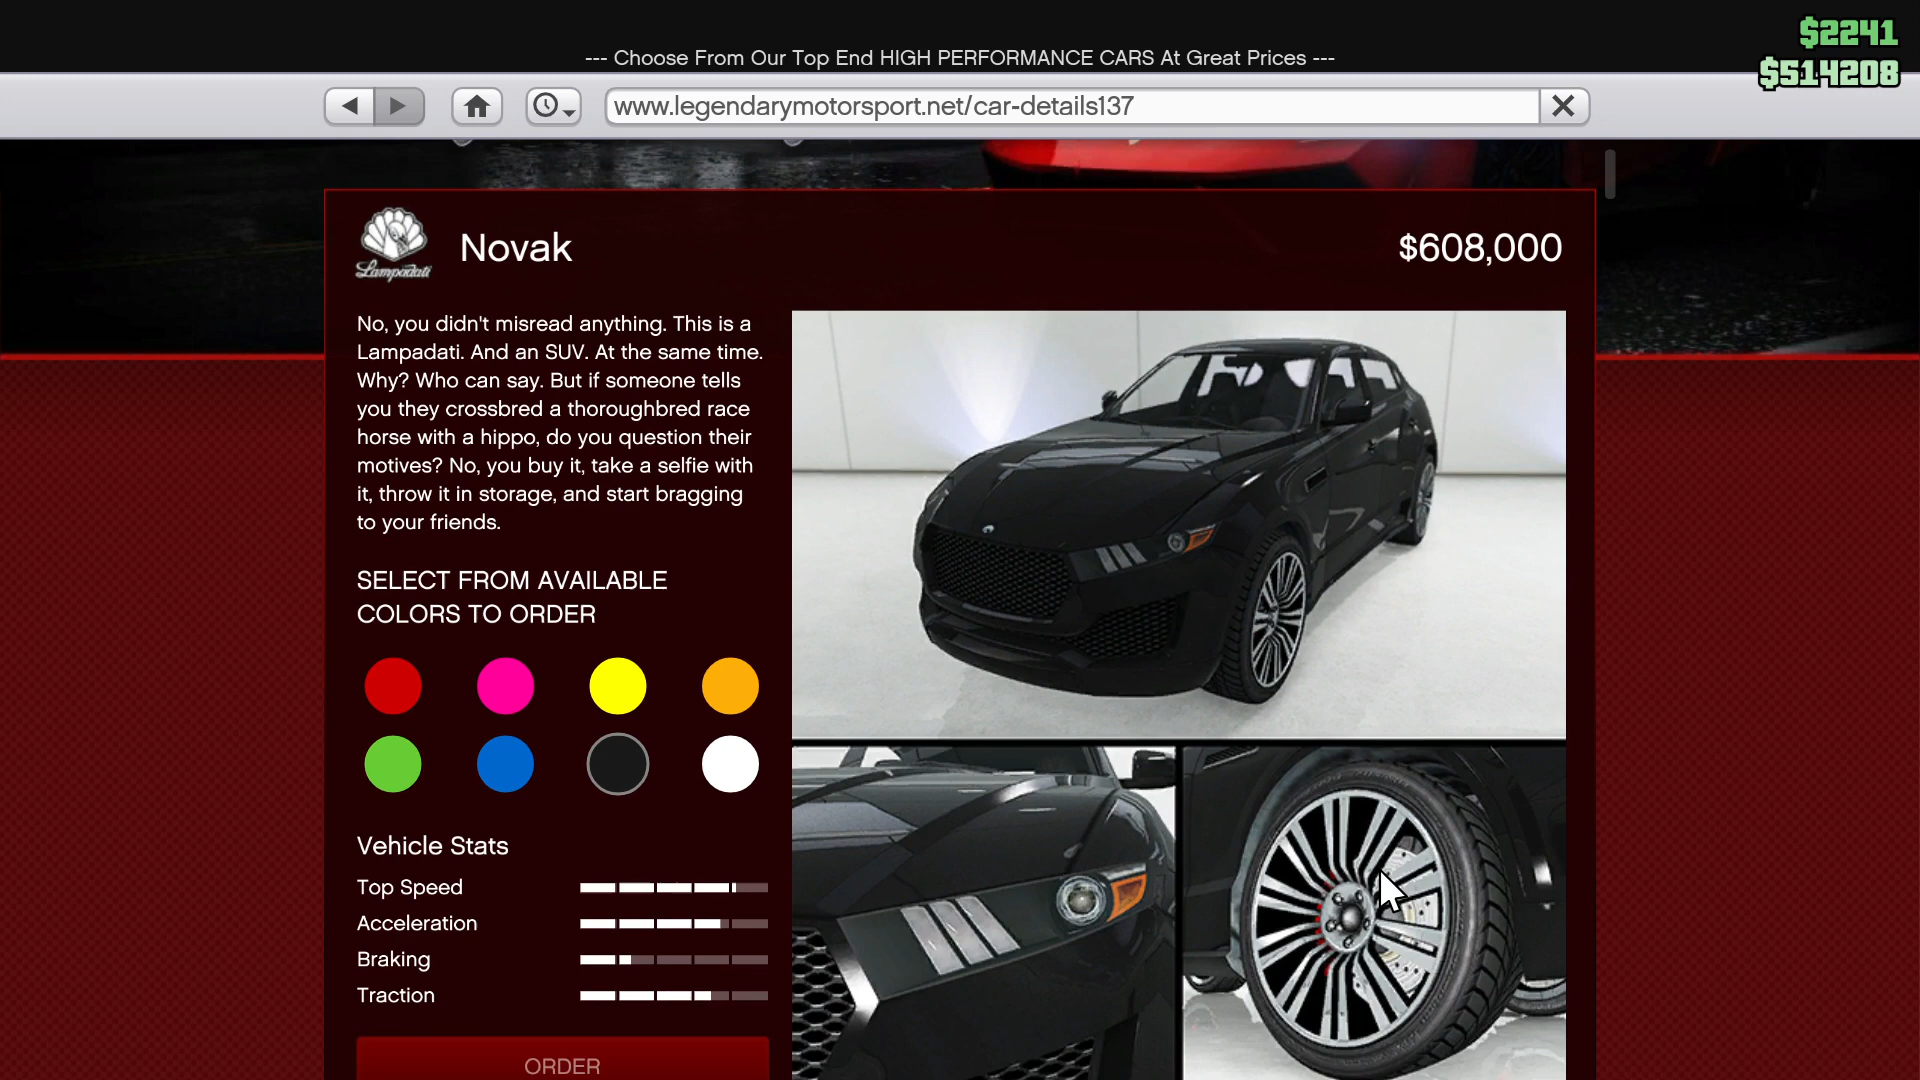 $2241
--- Choose From Our Top End HIGH PERFORMANCE CARS At Great Prices ---
$514208
www.legendarymotorsport.net/car-details137
Lampadati
Novak
$608,000
No, you didn't misread anything. This is a
Lampadati. And an SUV. At the same time.
Why? Who can say. But if someone tells
you they crossbred a thoroughbred race
horse with a hippo, do you question their
motives? No, you buy it, take a selfie with
it, throw it in storage, and start bragging
to your friends.
SELECT FROM AVAILABLE
COLORS TO ORDER
Vehicle Stats
Top Speed
Acceleration
Braking
Traction
ORDER